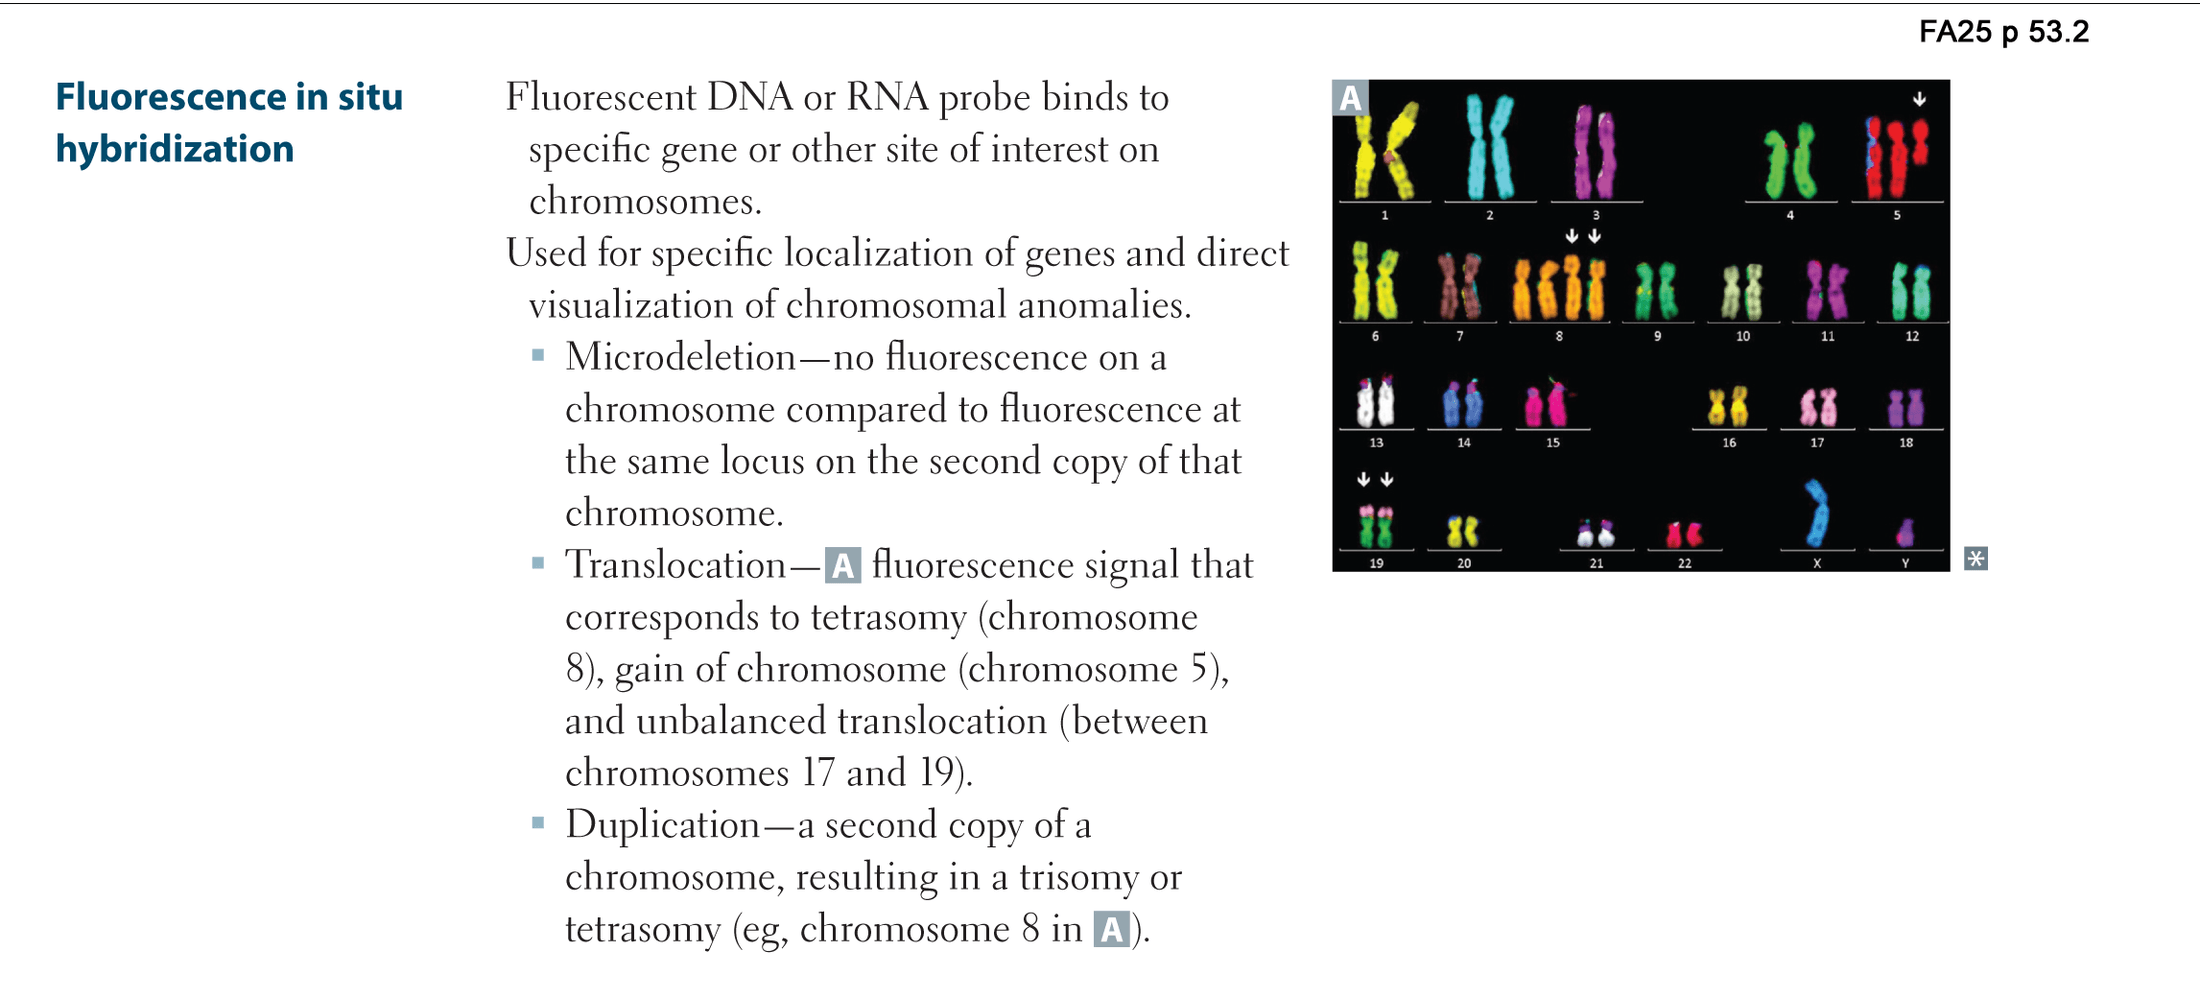 FA25 p 53.2
Fluorescence in situ
hybridization
Fluorescent DNA or RNA probe binds to
specific gene or other site of interest on
chromosomes.
Used for specific localization of genes and direct
visualization of chromosomal anomalies.
▪ Microdeletion—no fluorescence on a
chromosome compared to fluorescence at
the same locus on the second copy of that
chromosome.
▪ Translocation—A fluorescence signal that
corresponds to tetrasomy (chromosome
8), gain of chromosome (chromosome 5),
and unbalanced translocation (between
chromosomes 17 and 19).
▪ Duplication—a second copy of a
chromosome, resulting in a trisomy or
tetrasomy (eg, chromosome 8 in A).
A
1 2 3 4 5
6 7 8 9 10 11 12
13 14 15 16 17 18
19 20 21 22 X Y
*